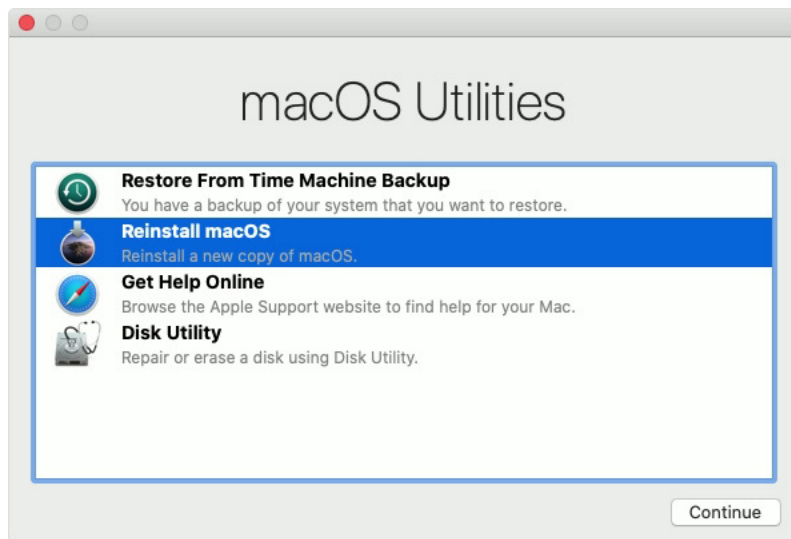 macOS Utilities
Restore From Time Machine Backup
You have a backup of your system that you want to restore.
Reinstall macOS
Reinstall a new copy of macOS.
Get Help Online
Browse the Apple Support website to find help for your Mac.
Disk Utility
Repair or erase a disk using Disk Utility.
Continue